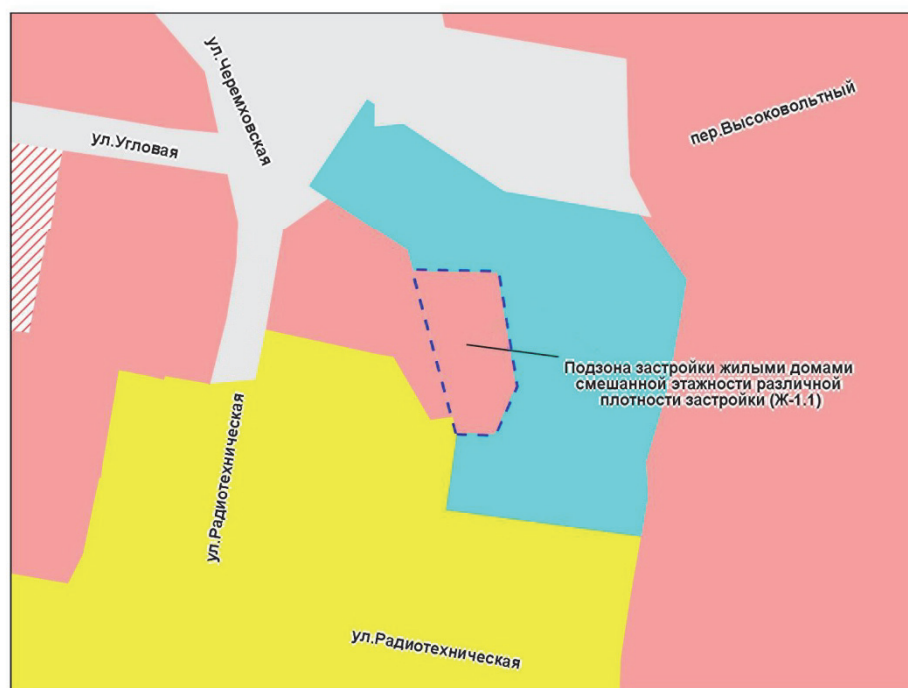 ул.Черемховская
пер.Высоковольтный
ул.Угловая
Подзона застройки жилыми домами
смешанной этажности различной
плотности застройки (Ж-1.1)
ул.Радиотехническая
ул.Радиотехническая